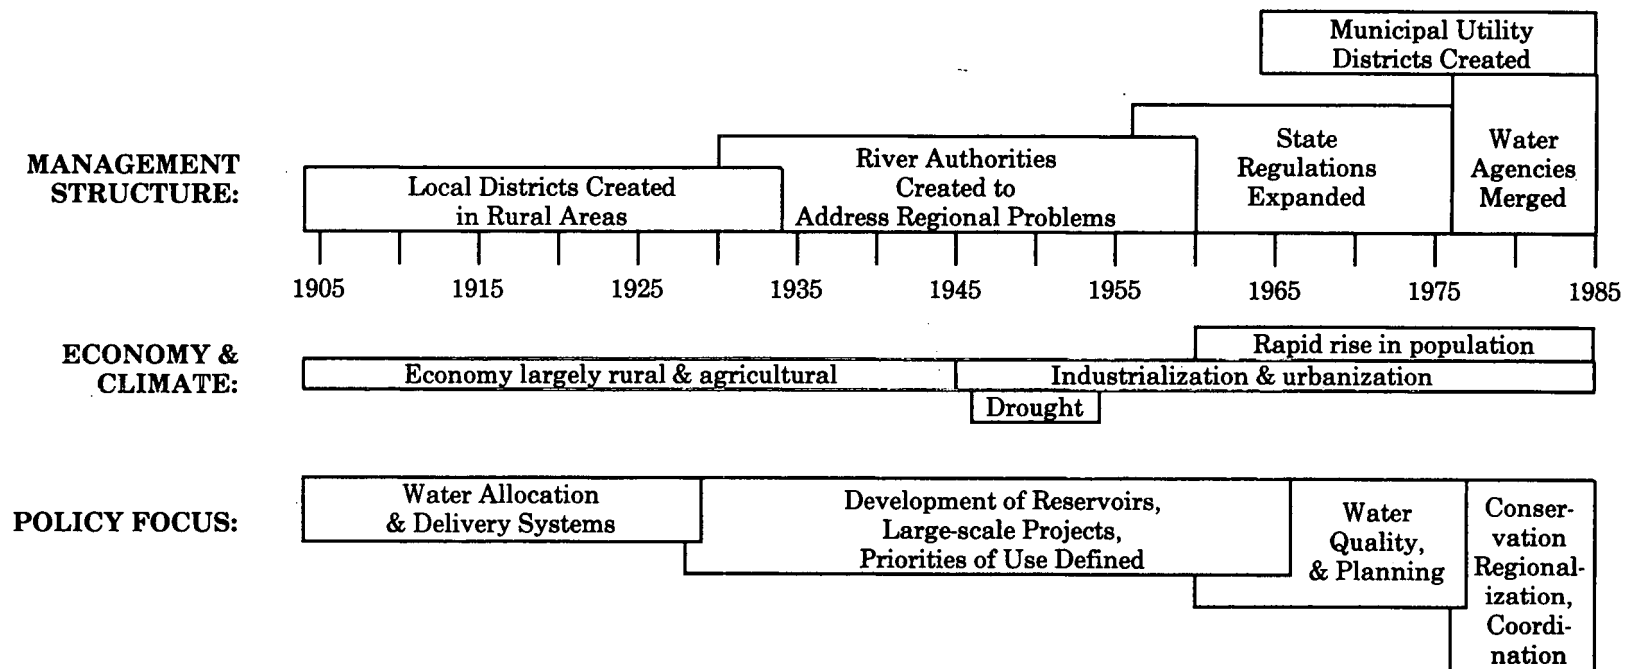 Municipal Utility
Districts Created
MANAGEMENT
STRUCTURE:
Local Districts Created
in Rural Areas
River Authorities
Created to
Address Regional Problems
State
Regulations
Expanded
Water
Agencies
Merged
1905 1915 1925 1935 1945 1955 1965 1975 1985
ECONOMY &
CLIMATE:
Rapid rise in population
Economy largely rural & agricultural
Industrialization & urbanization
Drought
POLICY FOCUS:
Water Allocation
& Delivery Systems
Development of Reservoirs,
Large-scale Projects,
Priorities of Use Defined
Water
Quality,
& Planning
Conser-
vation
Regional-
ization,
Coordi-
nation